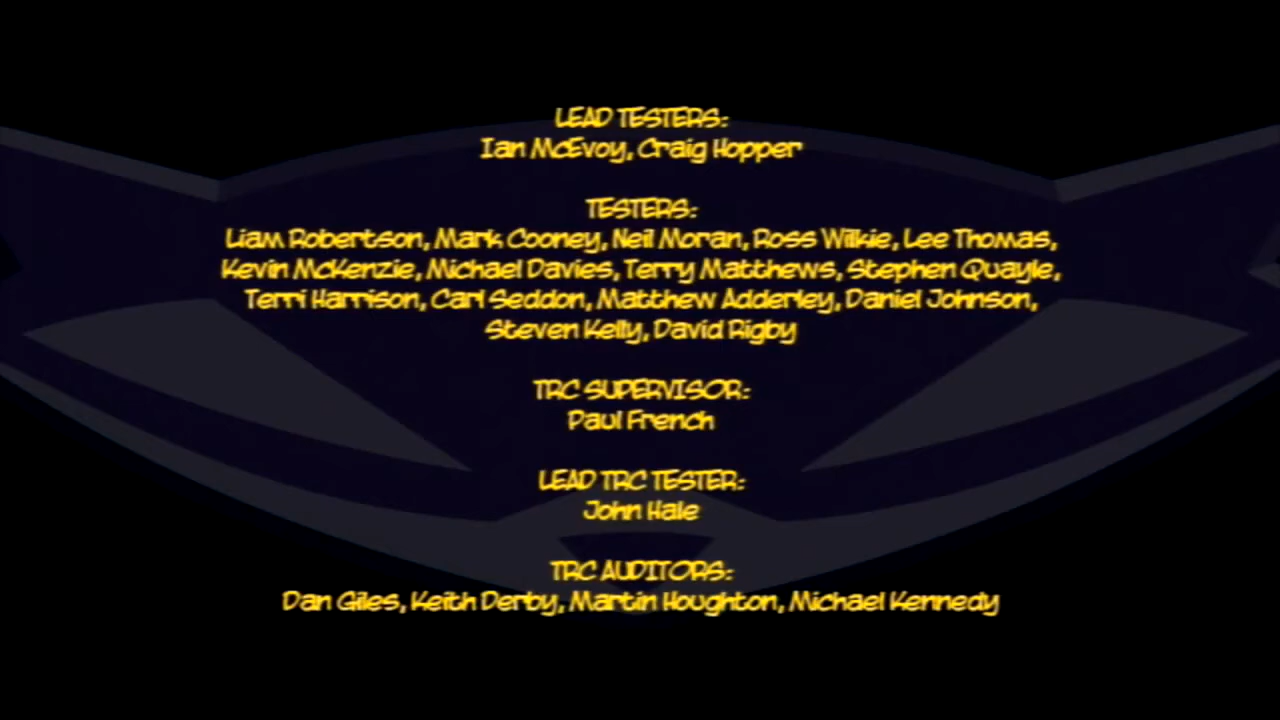 LEAD TESTERS:
Ian McEvoy, Craig Hopper
TESTERS:
Liam Robertson, Mark Cooney, Neil Moran, Ross Wilkie, Lee Thomas,
Kevin McKenzie, Michael Davies, Terry Matthews, Stephen Quayle,
Terri Harrison, Carl Seddon, Matthew Adderley, Daniel Johnson,
Steven Kelly, David Rigby
TRC SUPERVISOR:
Paul French
LEAD TRC TESTER:
John Hale
TRC AUDITORS:
Dan Giles, Keith Derby, Martin Houghton, Michael Kennedy